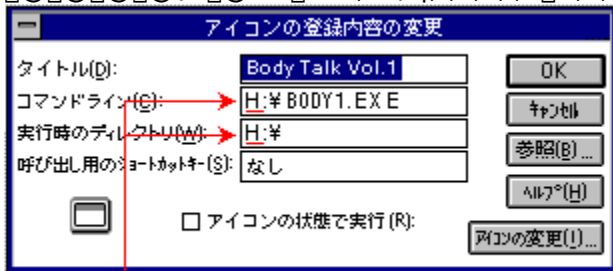 アイコンの登録内容の変更
タイトル(D): Body Talk Vol.1
コマンドライン(C): H:¥BODY1.EXE
実行時のディレクトリ(W): H:¥
呼び出し用のショートカットキー(S): なし
アイコンの状態で実行(R):
OK
キャンセル
参照(B)...
ヘルプ(H)
アイコンの変更(I)...